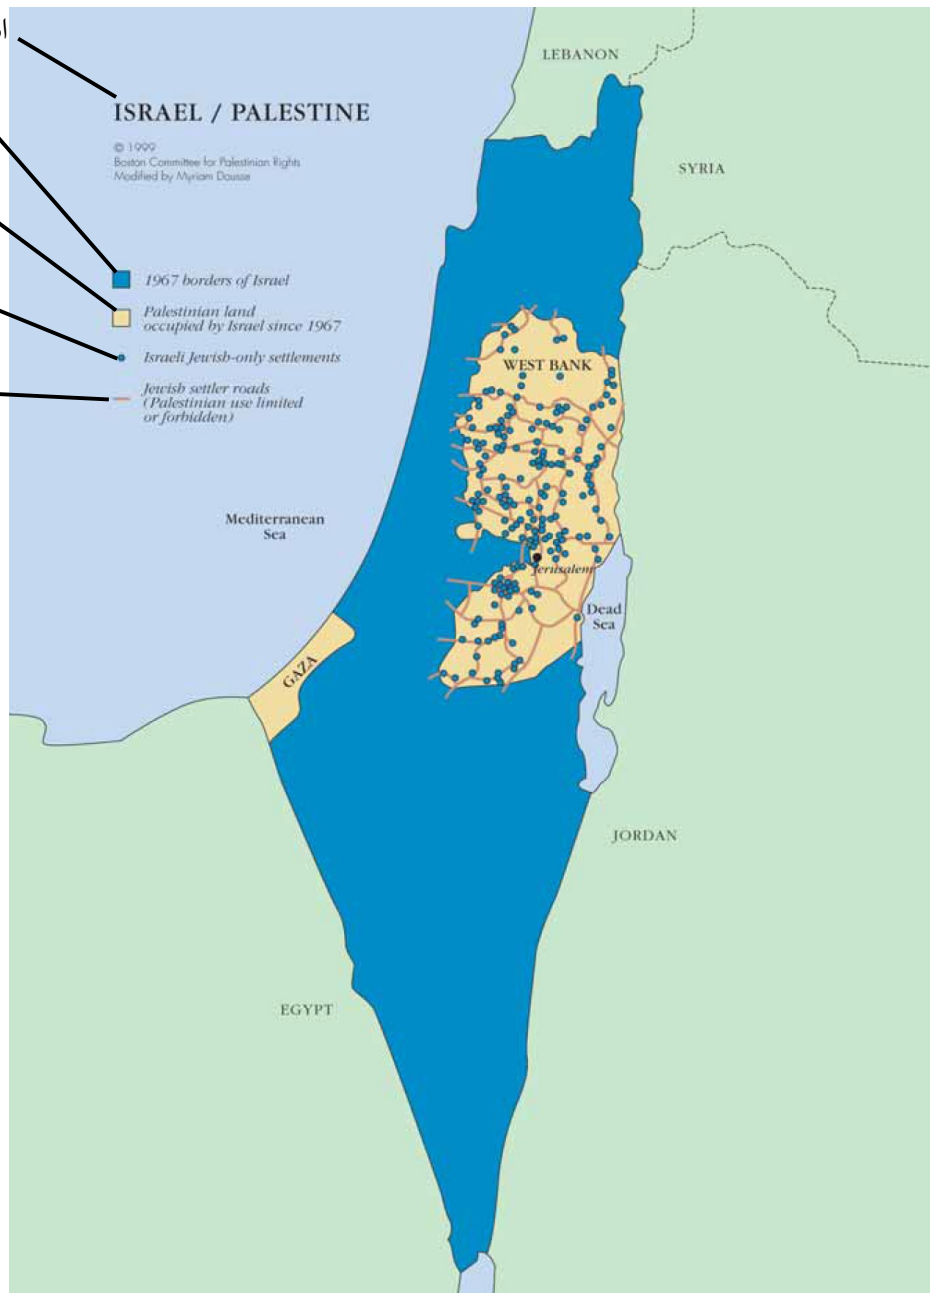 LEBANON
ISRAEL / PALESTINE
© 1999
Boston Committee for Palestinian Rights
Modified by Myriam Dousse
SYRIA
1967 borders of Israel
Palestinian land
occupied by Israel since 1967
Israeli Jewish-only settlements
Jewish settler roads
(Palestinian use limited
or forbidden)
WEST BANK
Mediterranean
Sea
Jerusalem
Dead
Sea
GAZA
JORDAN
EGYPT